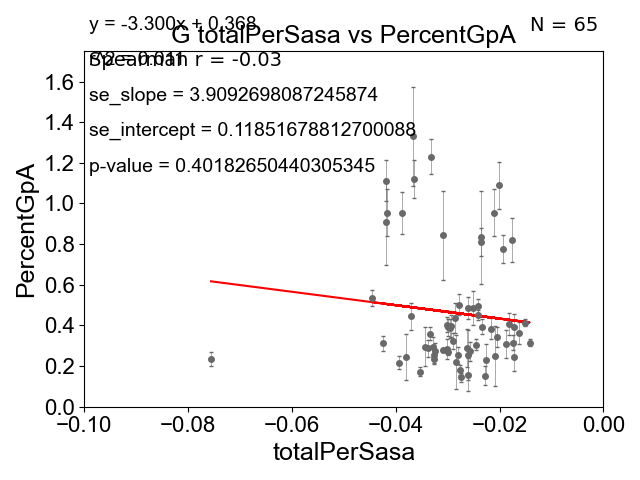 y = -3.300x + 0.368
N = 65
G totalPerSasa vs PercentGpA
Spearman r = -0.03
se_slope = 3.9092698087245874
se_intercept = 0.11851678812700088
p-value = 0.40182650440305345
PercentGpA
1.6
1.4
1.2
1.0
0.8
0.6
0.4
0.2
0.0
−0.10 −0.08 −0.06 −0.04 −0.02 0.00
totalPerSasa